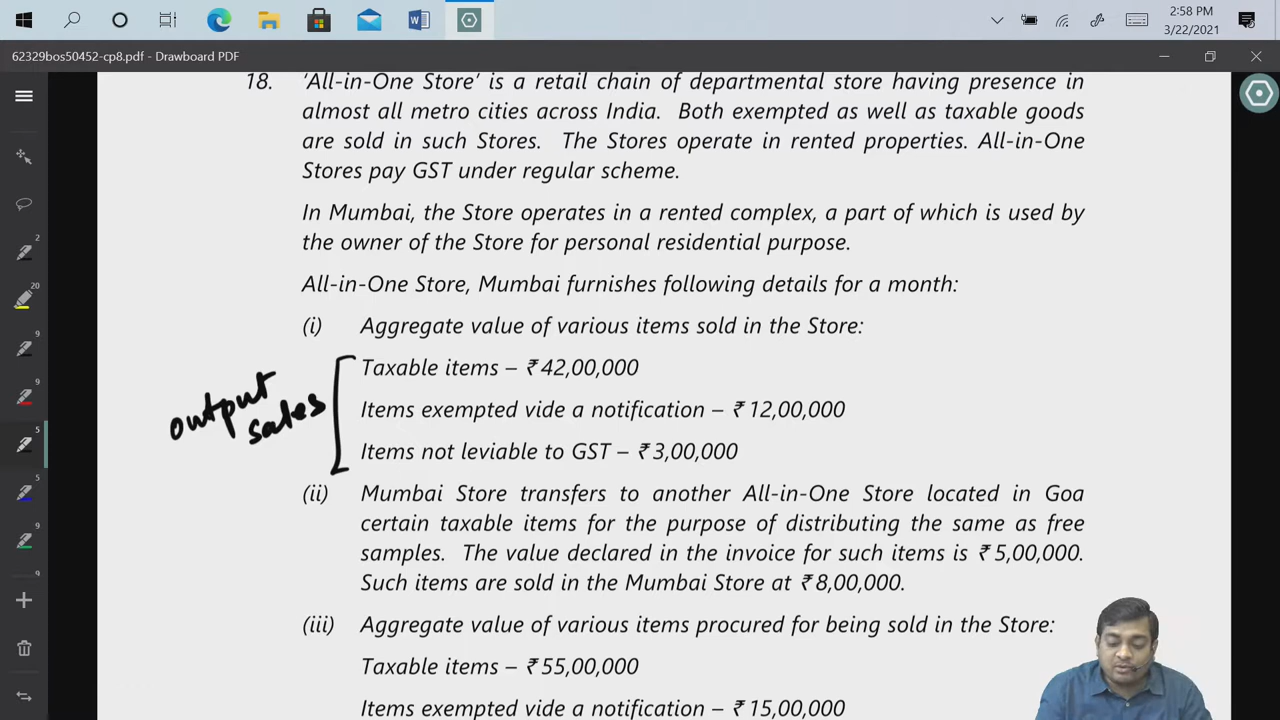 2:58 PM
3/22/2021
62329bos50452-cp8.pdf - Drawboard PDF
18. ‘All-in-One Store’ is a retail chain of departmental store having presence in
almost all metro cities across India. Both exempted as well as taxable goods
are sold in such Stores. The Stores operate in rented properties. All-in-One
Stores pay GST under regular scheme.
In Mumbai, the Store operates in a rented complex, a part of which is used by
the owner of the Store for personal residential purpose.
All-in-One Store, Mumbai furnishes following details for a month:
(i) Aggregate value of various items sold in the Store:
output
sales
Taxable items – ₹42,00,000
Items exempted vide a notification – ₹12,00,000
Items not leviable to GST – ₹3,00,000
(ii) Mumbai Store transfers to another All-in-One Store located in Goa
certain taxable items for the purpose of distributing the same as free
samples. The value declared in the invoice for such items is ₹5,00,000.
Such items are sold in the Mumbai Store at ₹8,00,000.
(iii) Aggregate value of various items procured for being sold in the Store:
Taxable items – ₹55,00,000
Items exempted vide a notification – ₹15,00,000
2
20
9
9
5
5
9
9